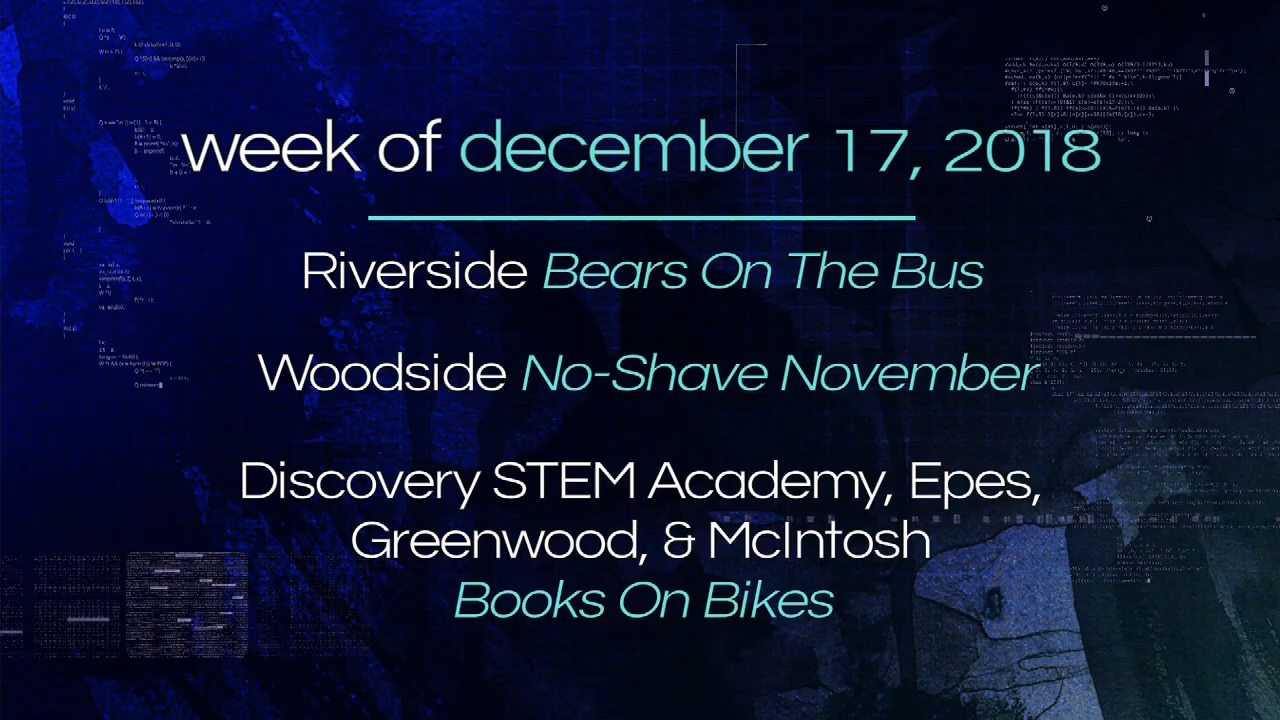 week of december 17, 2018
Riverside Bears On The Bus
Woodside No-Shave November
Discovery STEM Academy, Epes,
Greenwood, & McIntosh
Books On Bikes